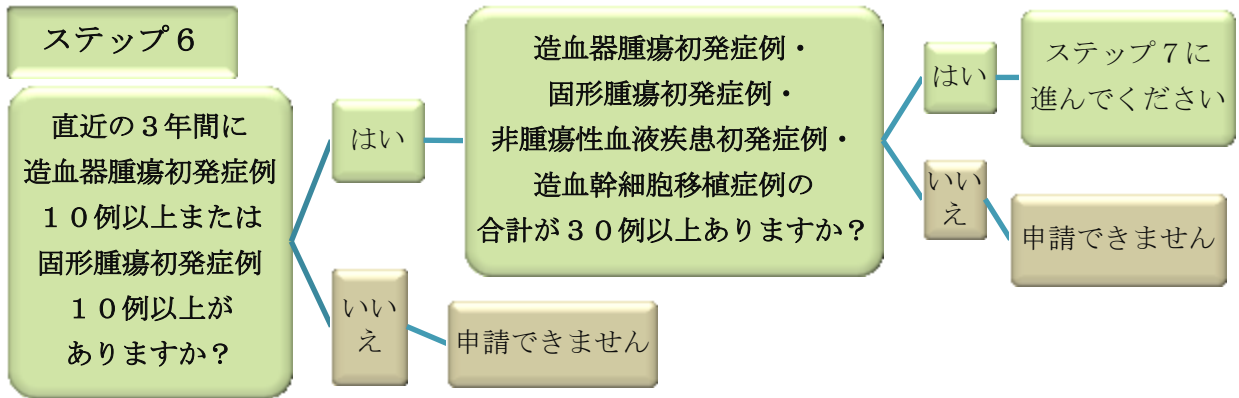 ステップ６
直近の３年間に
造血器腫瘍初発症例
１０例以上または
固形腫瘍初発症例
１０例以上が
ありますか？
はい
いい
え
申請できません
造血器腫瘍初発症例・
固形腫瘍初発症例・
非腫瘍性血液疾患初発症例・
造血幹細胞移植症例の
合計が３０例以上ありますか？
はい
ステップ７に
進んでください
いい
え
申請できません